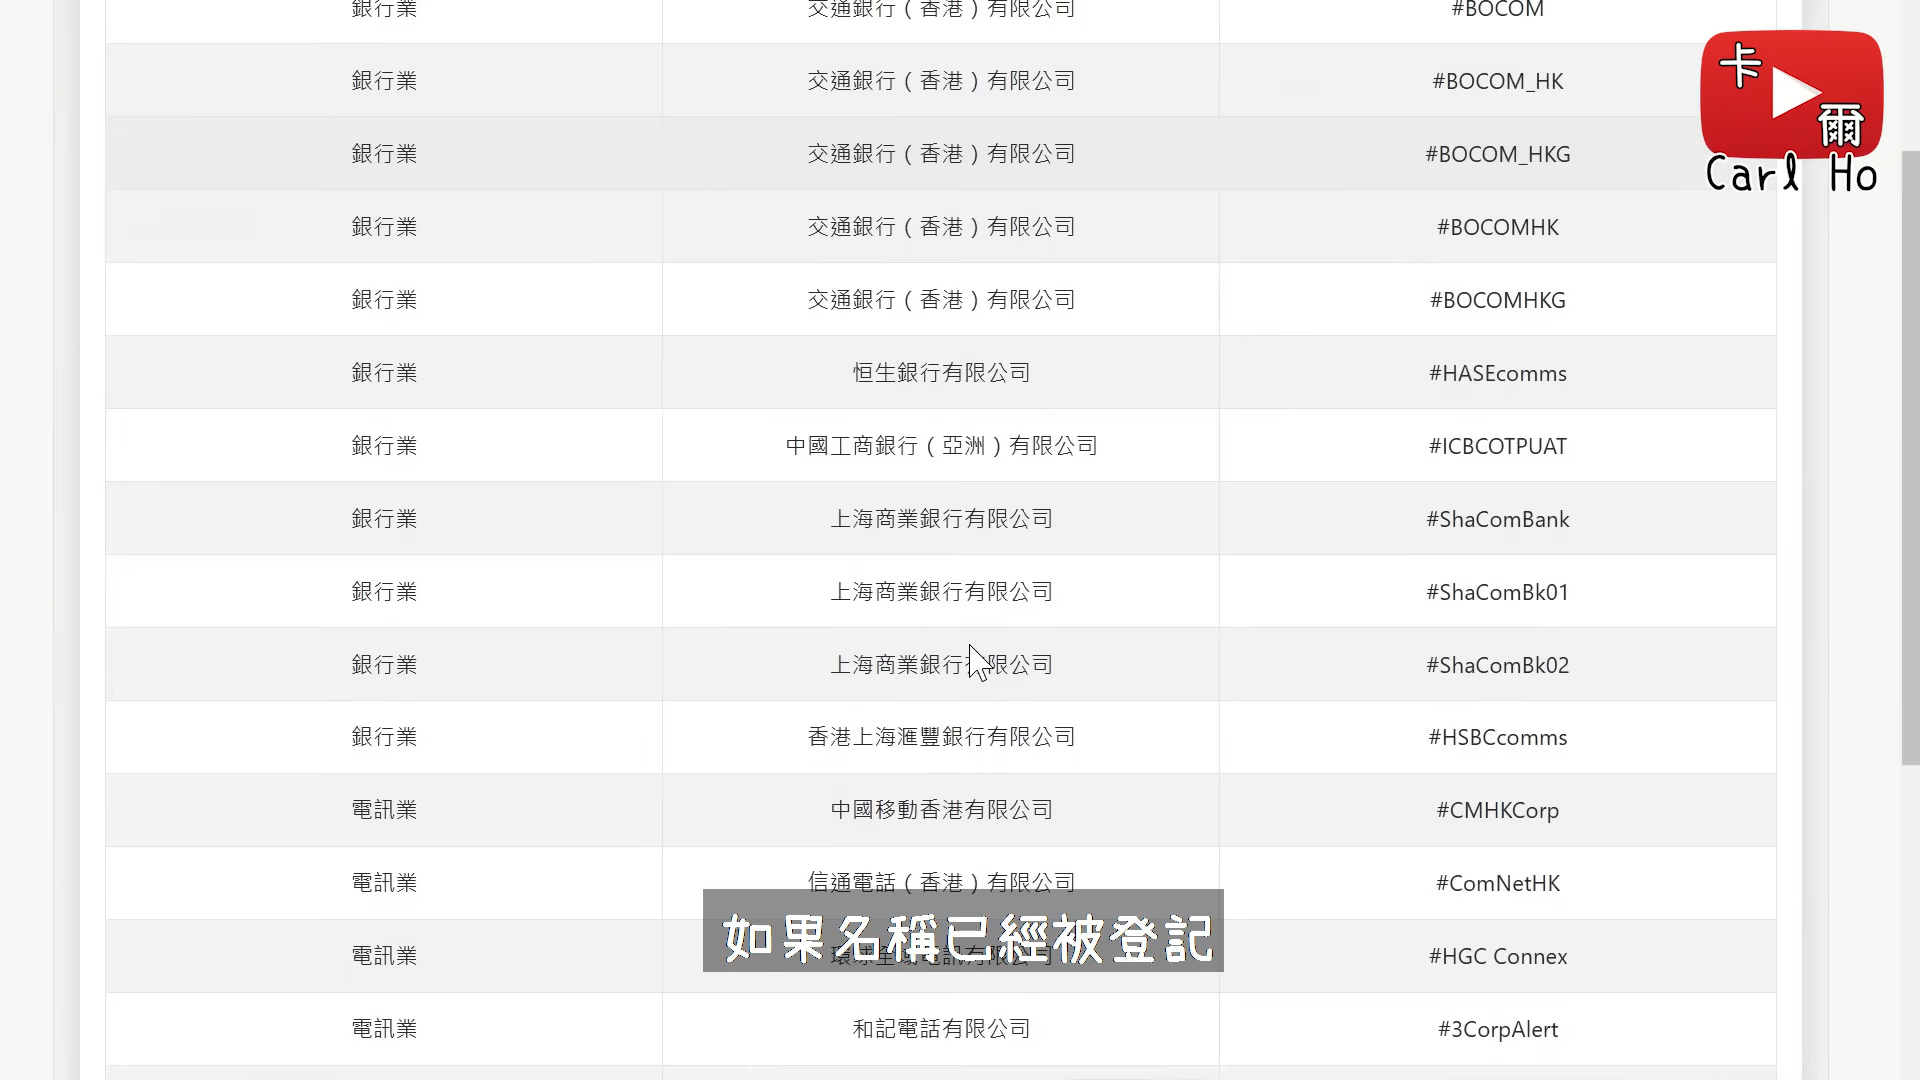 銀行業 交通銀行（香港）有限公司 #BOCOM
銀行業 交通銀行（香港）有限公司 #BOCOM_HK
銀行業 交通銀行（香港）有限公司 #BOCOM_HKG
銀行業 交通銀行（香港）有限公司 #BOCOMHK
銀行業 交通銀行（香港）有限公司 #BOCOMHKG
銀行業 恒生銀行有限公司 #HASEcomms
銀行業 中國工商銀行（亞洲）有限公司 #ICBCOTPUAT
銀行業 上海商業銀行有限公司 #ShaComBank
銀行業 上海商業銀行有限公司 #ShaComBk01
銀行業 上海商業銀行有限公司 #ShaComBk02
銀行業 香港上海滙豐銀行有限公司 #HSBCcomms
電訊業 中國移動香港有限公司 #CMHKCorp
電訊業 信通電話（香港）有限公司 #ComNetHK
電訊業 環球全域電訊有限公司 #HGC Connex
電訊業 和記電話有限公司 #3CorpAlert
卡爾
Carl Ho
如果名稱已經被登記